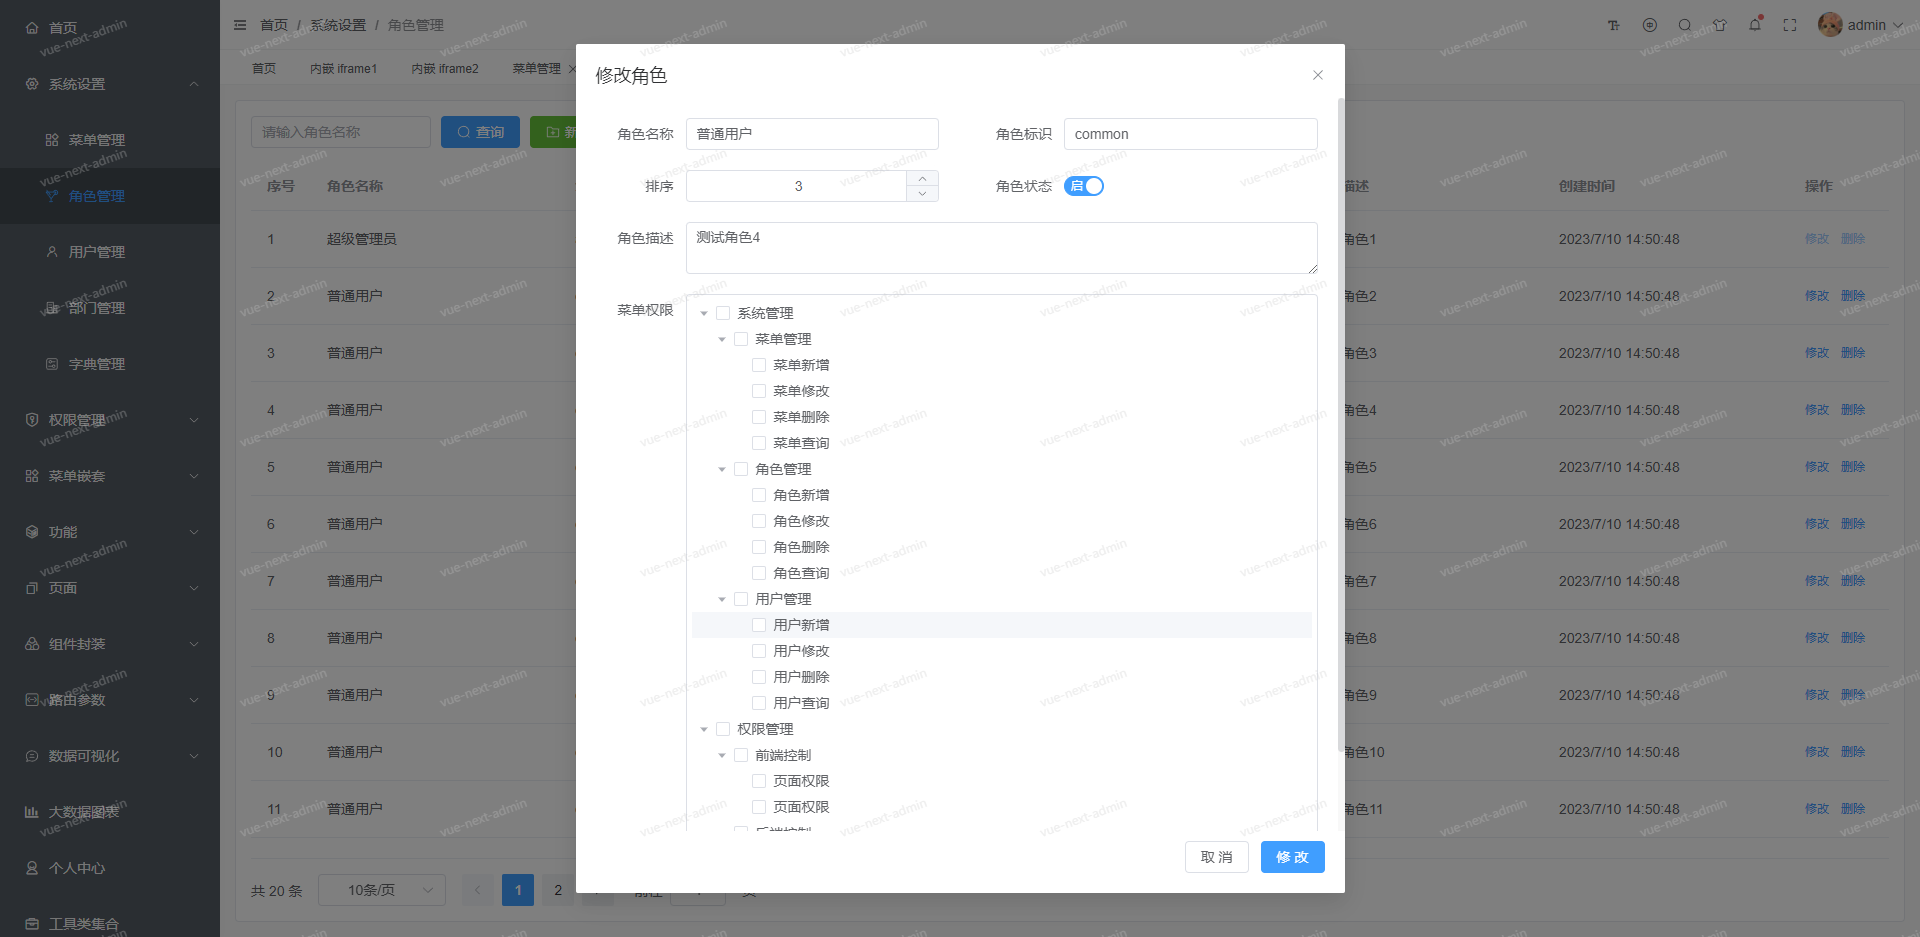 首页
系统设置
菜单管理
角色管理
用户管理
部门管理
字典管理
权限管理
菜单嵌套
功能
页面
组件封装
路由参数
数据可视化
大数据图表
个人中心
工具类集合
首页 / 系统设置 / 角色管理
admin
首页 内嵌 iframe1 内嵌 iframe2 菜单管理
请输入角色名称 查询 新
序号 角色名称 描述 创建时间 操作
1 超级管理员 角色1 2023/7/10 14:50:48 修改 删除
2 普通用户 角色2 2023/7/10 14:50:48 修改 删除
3 普通用户 角色3 2023/7/10 14:50:48 修改 删除
4 普通用户 角色4 2023/7/10 14:50:48 修改 删除
5 普通用户 角色5 2023/7/10 14:50:48 修改 删除
6 普通用户 角色6 2023/7/10 14:50:48 修改 删除
7 普通用户 角色7 2023/7/10 14:50:48 修改 删除
8 普通用户 角色8 2023/7/10 14:50:48 修改 删除
9 普通用户 角色9 2023/7/10 14:50:48 修改 删除
10 普通用户 角色10 2023/7/10 14:50:48 修改 删除
11 普通用户 角色11 2023/7/10 14:50:48 修改 删除
共 20 条 10条/页 1 2
修改角色
角色名称 普通用户 角色标识 common
排序 3 角色状态 启
角色描述 测试角色4
菜单权限
系统管理
菜单管理
菜单新增
菜单修改
菜单删除
菜单查询
角色管理
角色新增
角色修改
角色删除
角色查询
用户管理
用户新增
用户修改
用户删除
用户查询
权限管理
前端控制
页面权限
页面权限
取 消 修 改
vue-next-admin